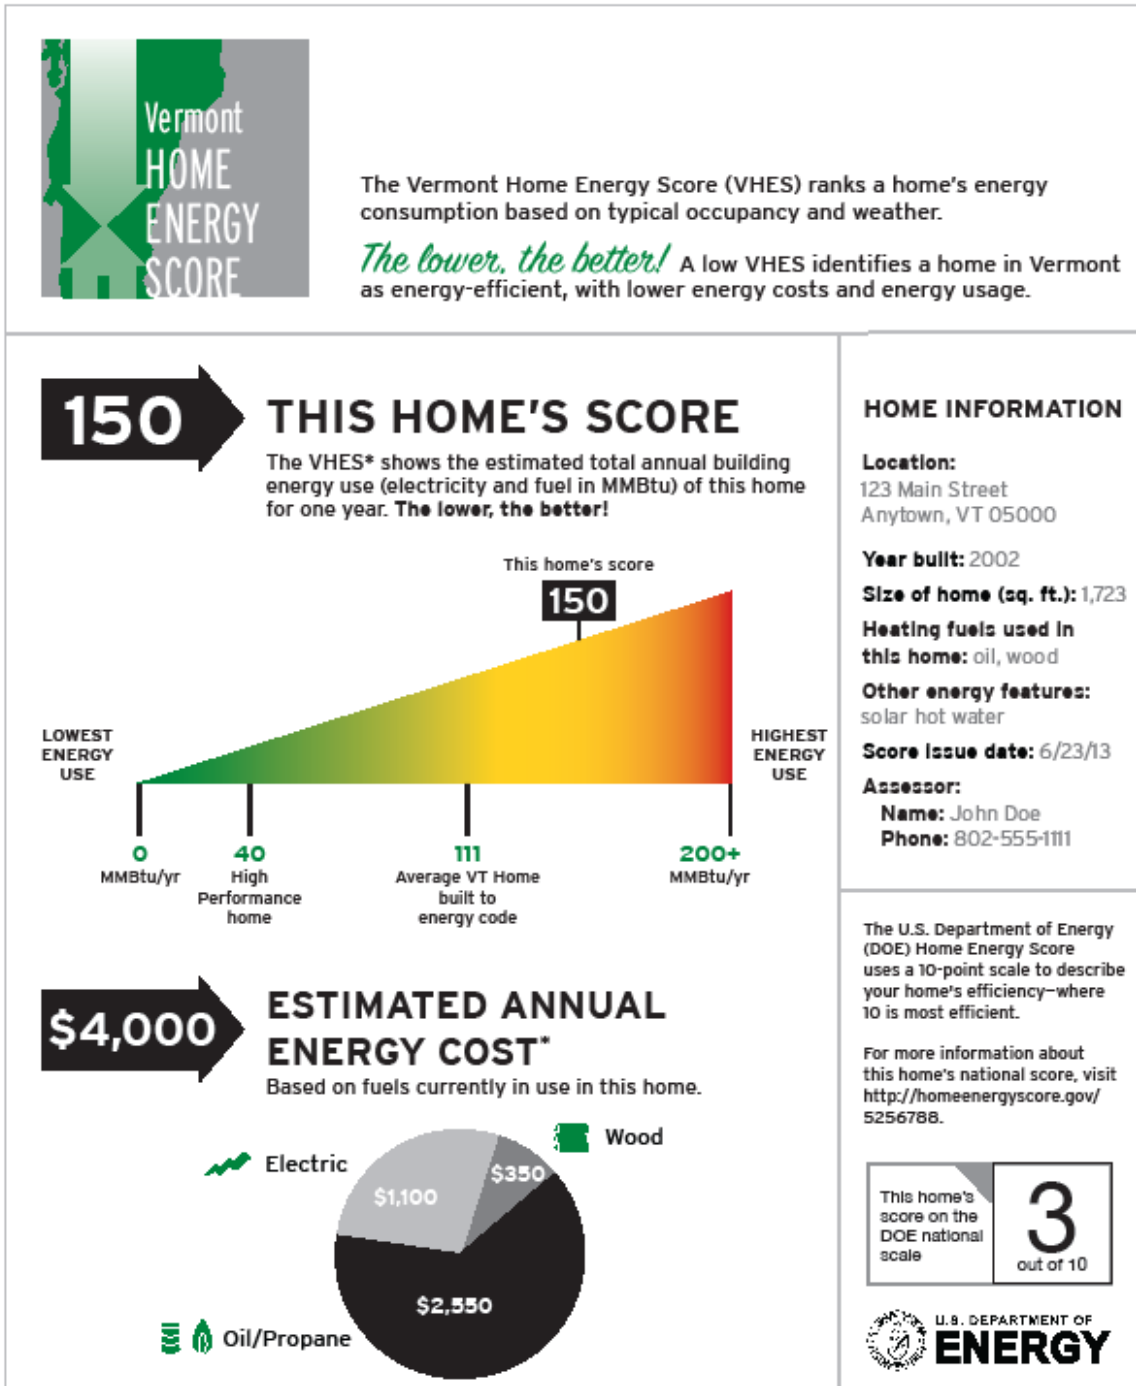 Vermont
HOME
ENERGY
SCORE
The Vermont Home Energy Score (VHES) ranks a home's energy
consumption based on typical occupancy and weather.
The lower, the better! A low VHES identifies a home in Vermont
as energy-efficient, with lower energy costs and energy usage.
150
THIS HOME'S SCORE
The VHES* shows the estimated total annual building
energy use (electricity and fuel in MMBtu) of this home
for one year. The lower, the better!
This home's score
150
LOWEST
ENERGY
USE
HIGHEST
ENERGY
USE
0
MMBtu/yr
40
High
Performance
home
111
Average VT Home
built to
energy code
200+
MMBtu/yr
$4,000
ESTIMATED ANNUAL
ENERGY COST*
Based on fuels currently in use in this home.
Wood
Electric
$350
$1,100
$2,550
Oil/Propane
HOME INFORMATION
Location:
123 Main Street
Anytown, VT 05000
Year built: 2002
Size of home (sq. ft.): 1,723
Heating fuels used in
this home: oil, wood
Other energy features:
solar hot water
Score issue date: 6/23/13
Assessor:
Name: John Doe
Phone: 802-555-1111
The U.S. Department of Energy
(DOE) Home Energy Score
uses a 10-point scale to describe
your home's efficiency—where
10 is most efficient.
For more information about
this home's national score, visit
http://homeenergyscore.gov/
5256788.
This home's
score on the
DOE national
scale
3
out of 10
U.S. DEPARTMENT OF
ENERGY